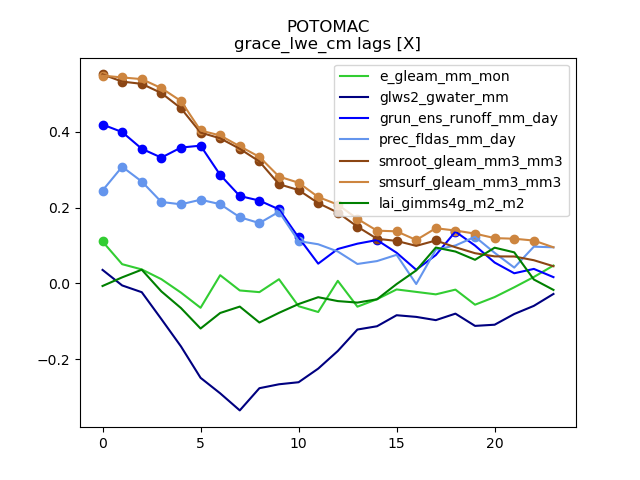 POTOMAC
grace_lwe_cm lags [X]
e_gleam_mm_mon
glws2_gwater_mm
grun_ens_runoff_mm_day
prec_fldas_mm_day
smroot_gleam_mm3_mm3
smsurf_gleam_mm3_mm3
lai_gimms4g_m2_m2
0.4
0.2
0.0
−0.2
0 5 10 15 20